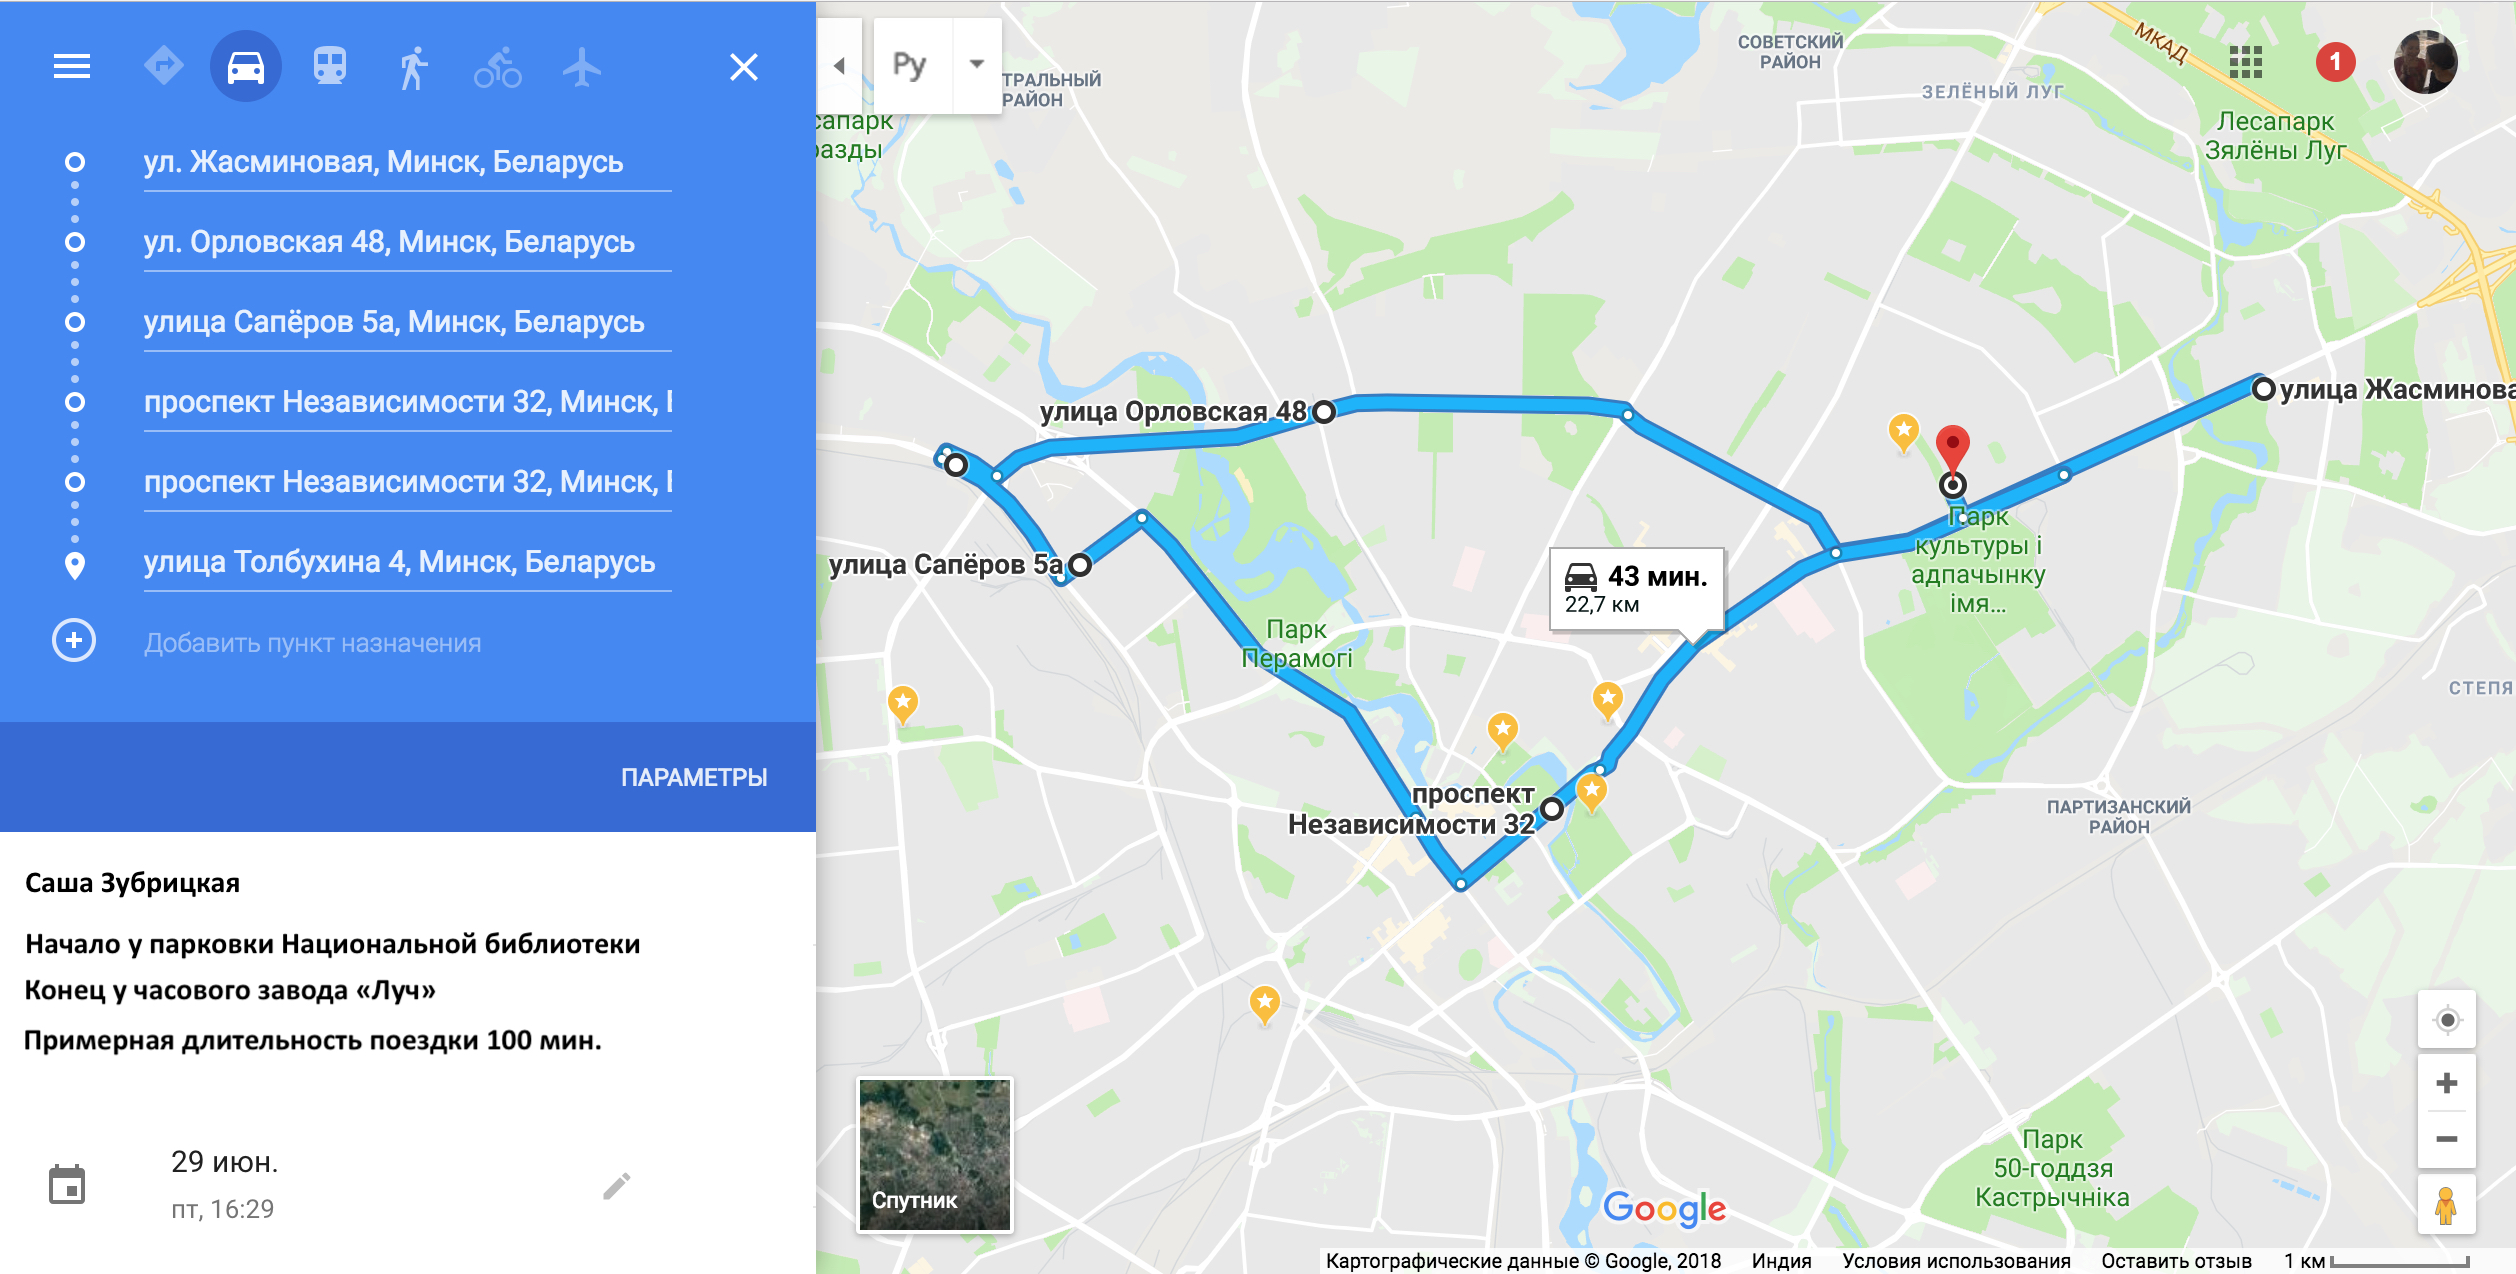 ул. Жасминовая, Минск, Беларусь
ул. Орловская 48, Минск, Беларусь
улица Сапёров 5а, Минск, Беларусь
проспект Независимости 32, Минск,
проспект Независимости 32, Минск,
улица Толбухина 4, Минск, Беларусь
Добавить пункт назначения
ПАРАМЕТРЫ
Саша Зубрицкая
Начало у парковки Национальной библиотеки
Конец у часового завода «Луч»
Примерная длительность поездки 100 мин.
29 июн.
пт, 16:29
Ру
ТРАЛЬНЫЙ
РАЙОН
сапарк
разды
СОВЕТСКИЙ
РАЙОН
МКАД
1
ЗЕЛЁНЫЙ ЛУГ
Лесапарк
Зялёны Луг
улица Жасминова
улица Орловская 48
улица Сапёров 5а
Парк
культуры і
адпачынку
імя...
43 мин.
22,7 км
Парк
Перамогі
СТЕПЯ
проспект
Независимости 32
ПАРТИЗАНСКИЙ
РАЙОН
Парк
50-годдзя
Кастрычніка
Спутник
Google
Картографические данные © Google, 2018 Индия Условия использования Оставить отзыв 1 км